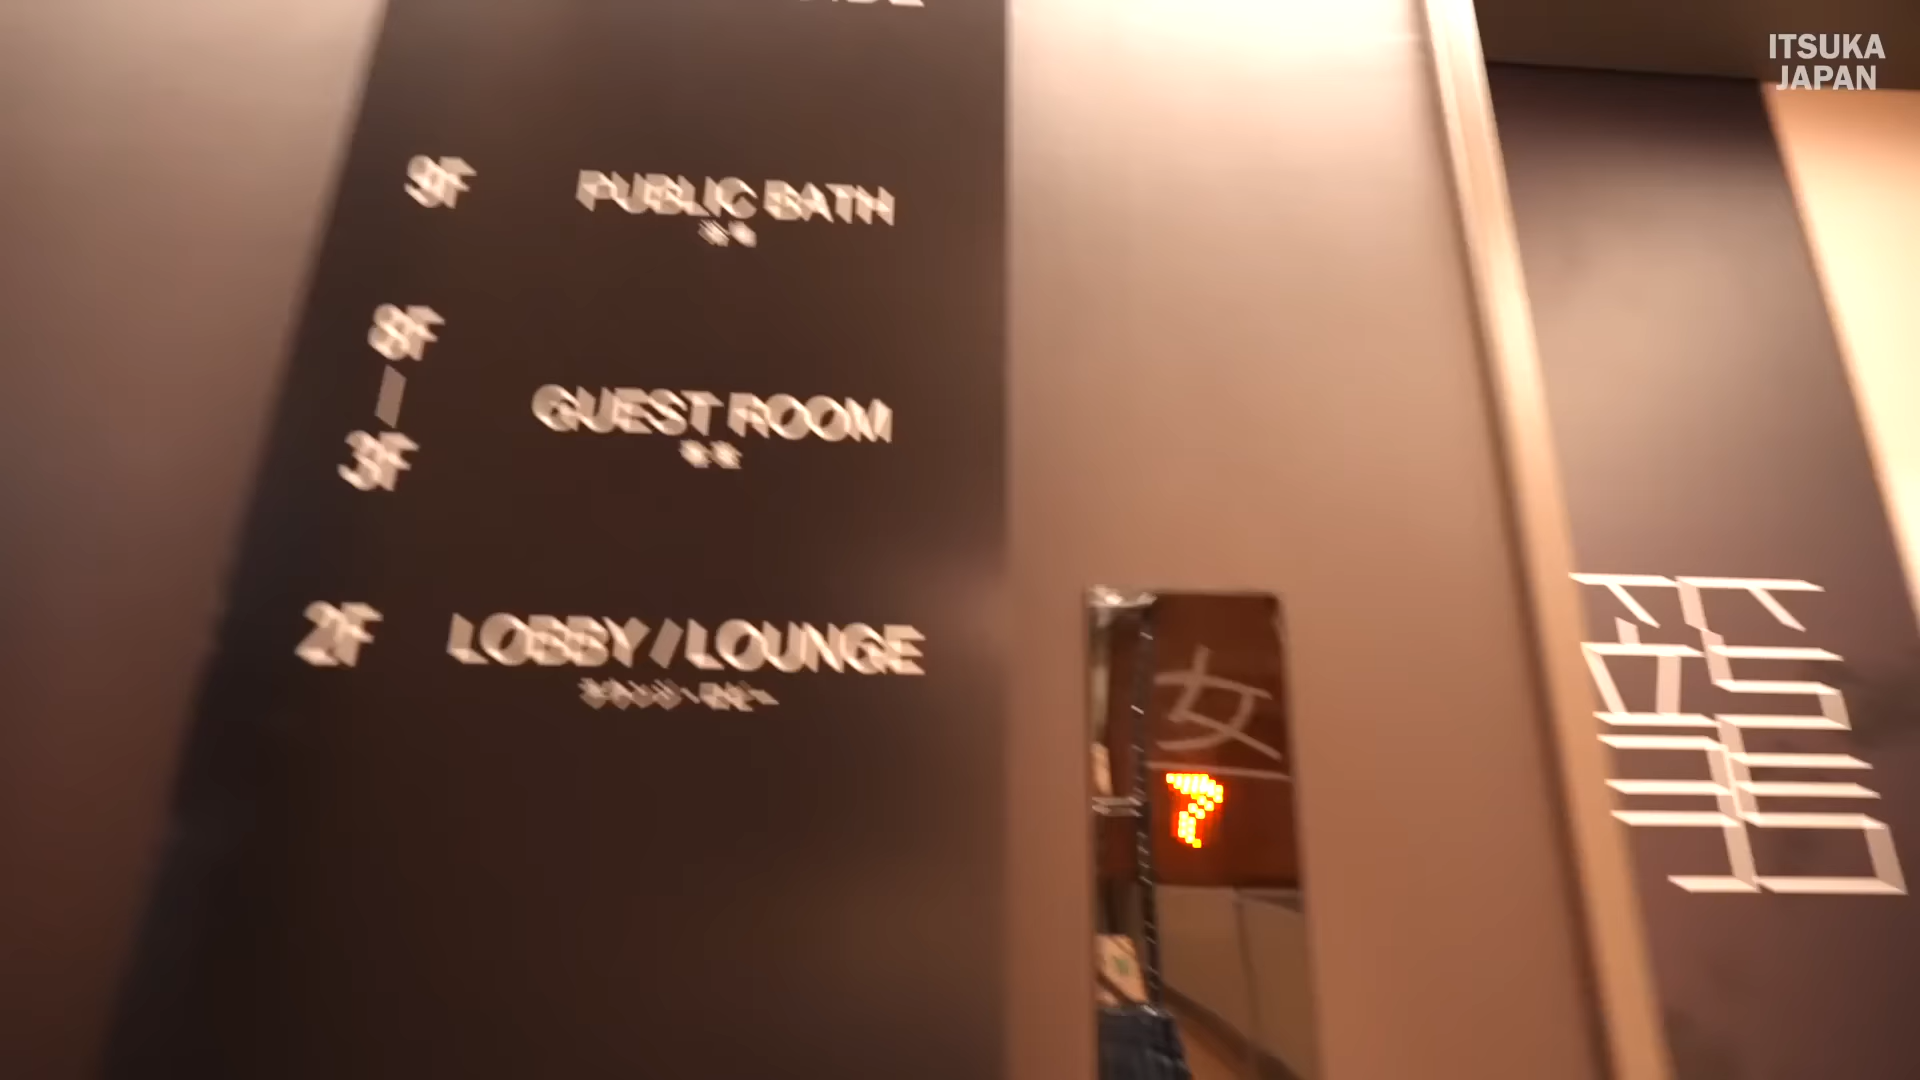 ITSUKA
JAPAN
9F PUBLIC BATH
8F
GUEST ROOM
3F
2F LOBBY / LOUNGE
女
7